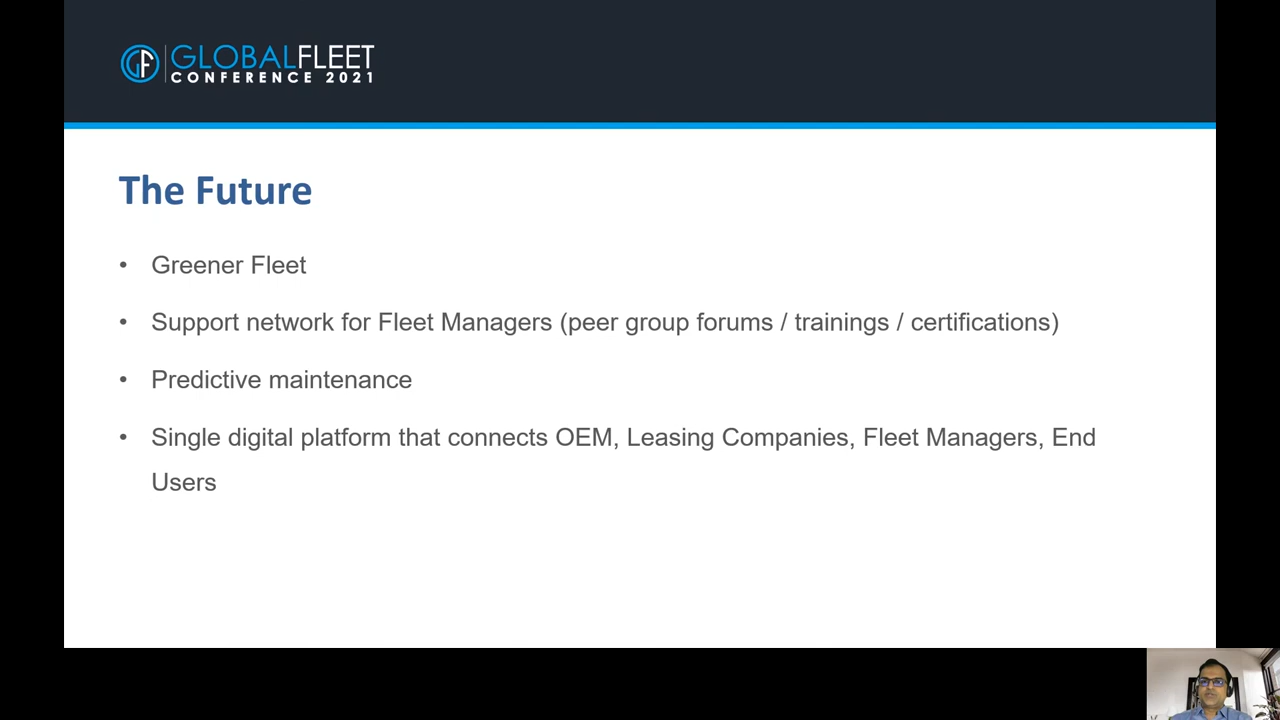 GF GLOBALFLEET
CONFERENCE 2021
The Future
• Greener Fleet
• Support network for Fleet Managers (peer group forums / trainings / certifications)
• Predictive maintenance
• Single digital platform that connects OEM, Leasing Companies, Fleet Managers, End
Users